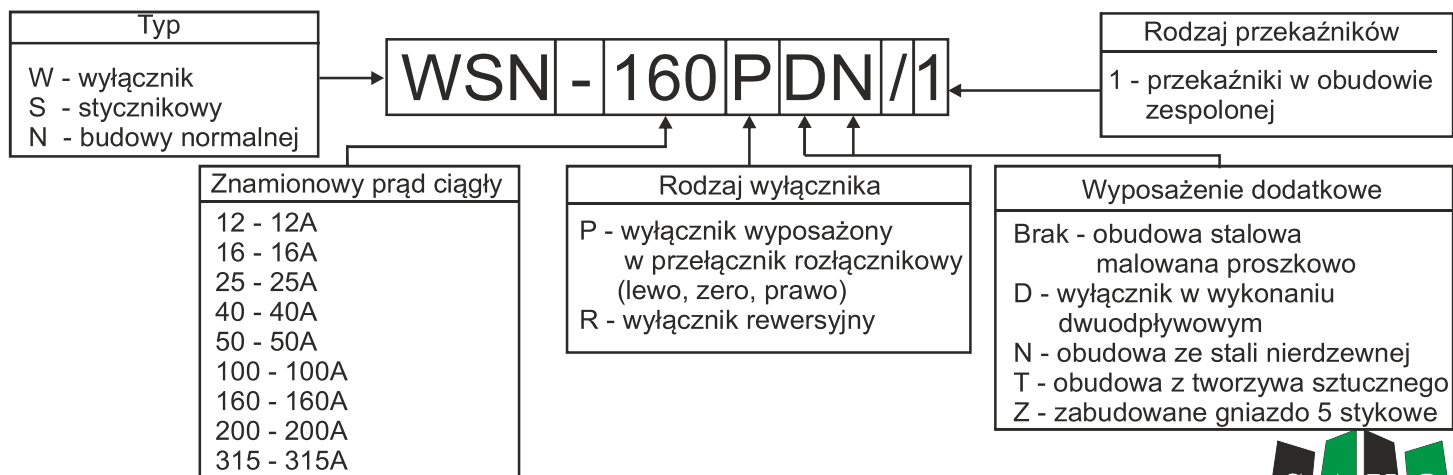 Typ
W - wyłącznik
S - stycznikowy
N - budowy normalnej
WSN - 160PDN/1
Rodzaj przekaźników
1 - przekaźniki w obudowie
zespolonej
Znamionowy prąd ciągły
12 - 12A
16 - 16A
25 - 25A
40 - 40A
50 - 50A
100 - 100A
160 - 160A
200 - 200A
315 - 315A
Rodzaj wyłącznika
P - wyłącznik wyposażony
w przełącznik rozłącznikowy
(lewo, zero, prawo)
R - wyłącznik rewersyjny
Wyposażenie dodatkowe
Brak - obudowa stalowa
malowana proszkowo
D - wyłącznik w wykonaniu
dwuodpływowym
N - obudowa ze stali nierdzewnej
T - obudowa z tworzywa sztucznego
Z - zabudowane gniazdo 5 stykowe